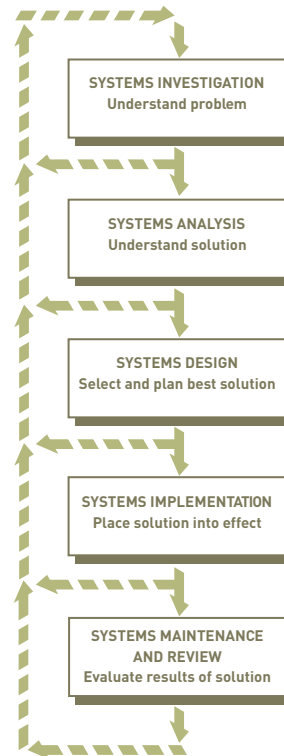 SYSTEMS INVESTIGATION
Understand problem
SYSTEMS ANALYSIS
Understand solution
SYSTEMS DESIGN
Select and plan best solution
SYSTEMS IMPLEMENTATION
Place solution into effect
SYSTEMS MAINTENANCE
AND REVIEW
Evaluate results of solution